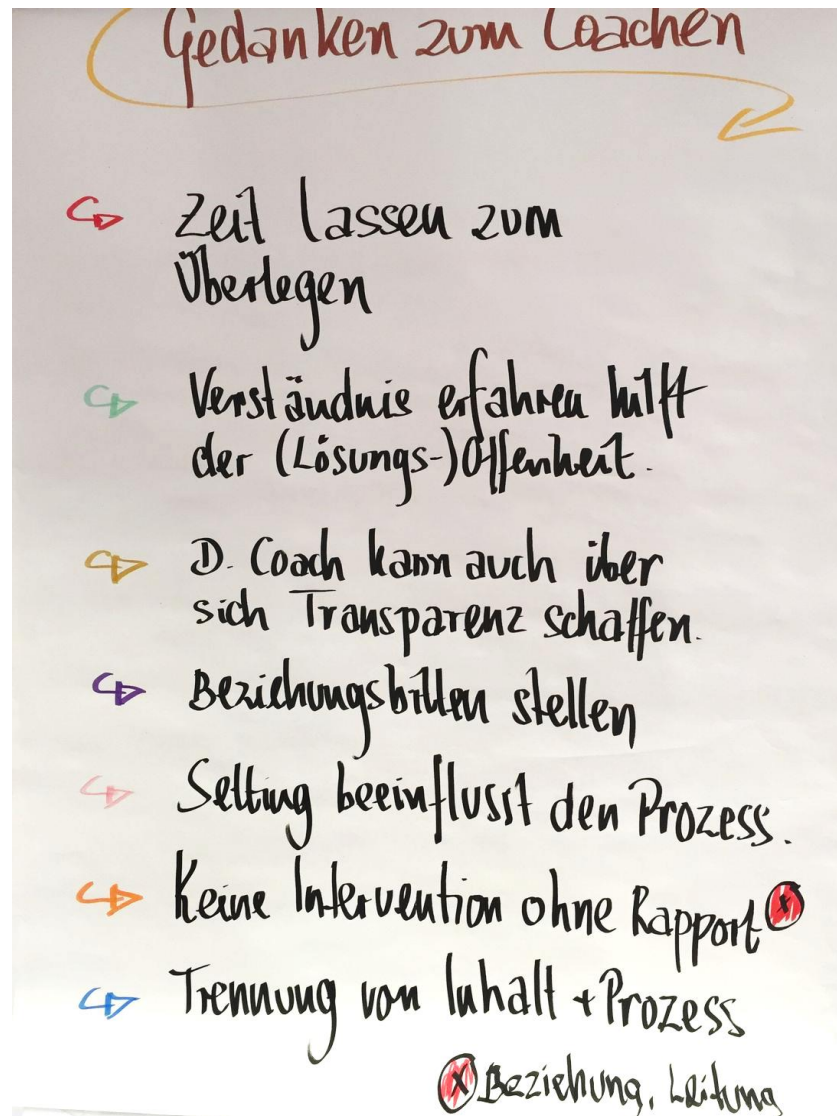 Gedanken zum Coachen
Zeit lassen zum
Überlegen
Verständnis erfahren hilft
der (Lösungs-)Offenheit.
D. Coach kann auch über
sich Transparenz schaffen.
Beziehungsbitten stellen
Setting beeinflusst den Prozess.
Keine Intervention ohne Rapport x
Trennung von Inhalt + Prozess
x Beziehung, Leitung